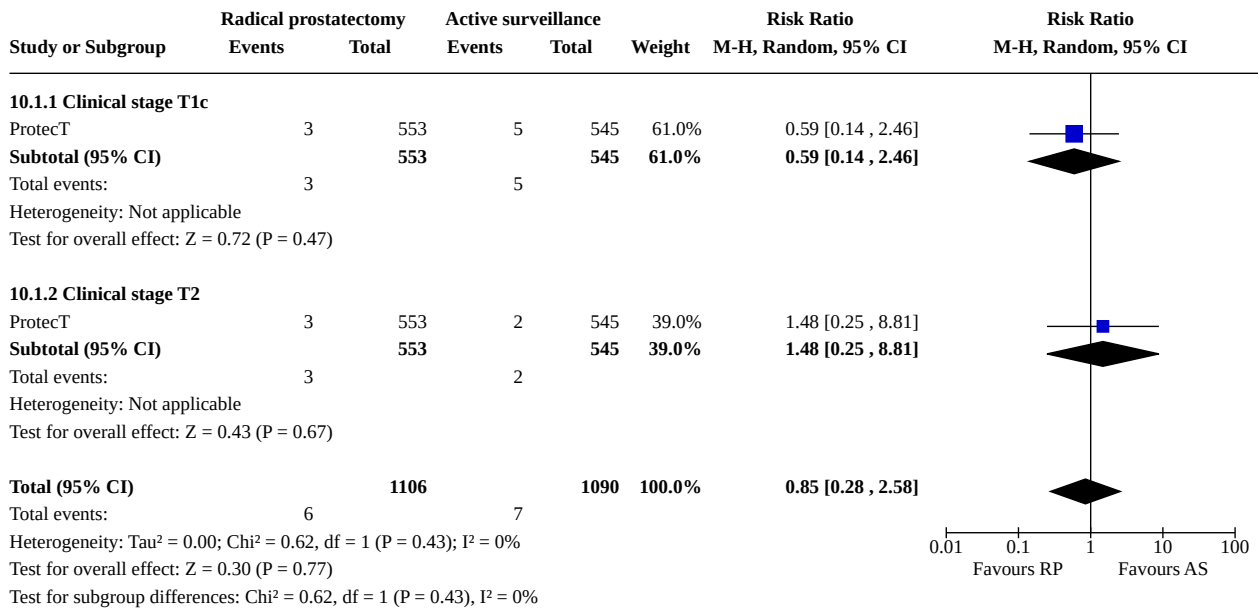 Radical prostatectomy Active surveillance Risk Ratio Risk Ratio
Study or Subgroup Events Total Events Total Weight M-H, Random, 95% CI M-H, Random, 95% CI
10.1.1 Clinical stage T1c
ProtecT 3 553 5 545 61.0% 0.59 [0.14 , 2.46]
Subtotal (95% CI) 553 545 61.0% 0.59 [0.14 , 2.46]
Total events: 3 5
Heterogeneity: Not applicable
Test for overall effect: Z = 0.72 (P = 0.47)
10.1.2 Clinical stage T2
ProtecT 3 553 2 545 39.0% 1.48 [0.25 , 8.81]
Subtotal (95% CI) 553 545 39.0% 1.48 [0.25 , 8.81]
Total events: 3 2
Heterogeneity: Not applicable
Test for overall effect: Z = 0.43 (P = 0.67)
Total (95% CI) 1106 1090 100.0% 0.85 [0.28 , 2.58]
Total events: 6 7
Heterogeneity: Tau² = 0.00; Chi² = 0.62, df = 1 (P = 0.43); I² = 0%
Test for overall effect: Z = 0.30 (P = 0.77)
Test for subgroup differences: Chi² = 0.62, df = 1 (P = 0.43), I² = 0%
0.01 0.1 1 10 100
Favours RP Favours AS